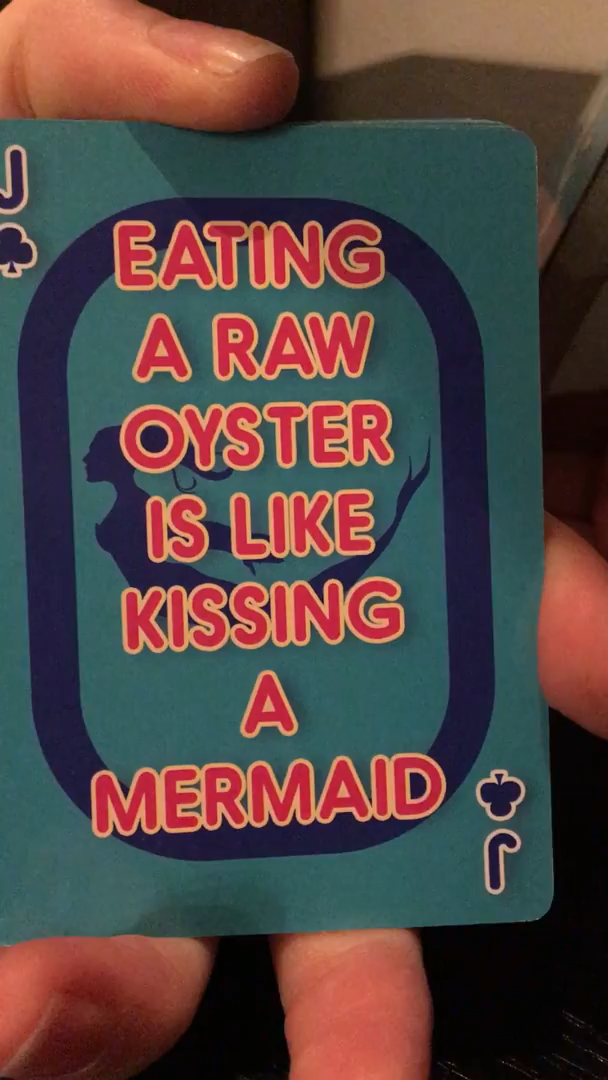 J
EATING
A RAW
OYSTER
IS LIKE
KISSING
A
MERMAID
J